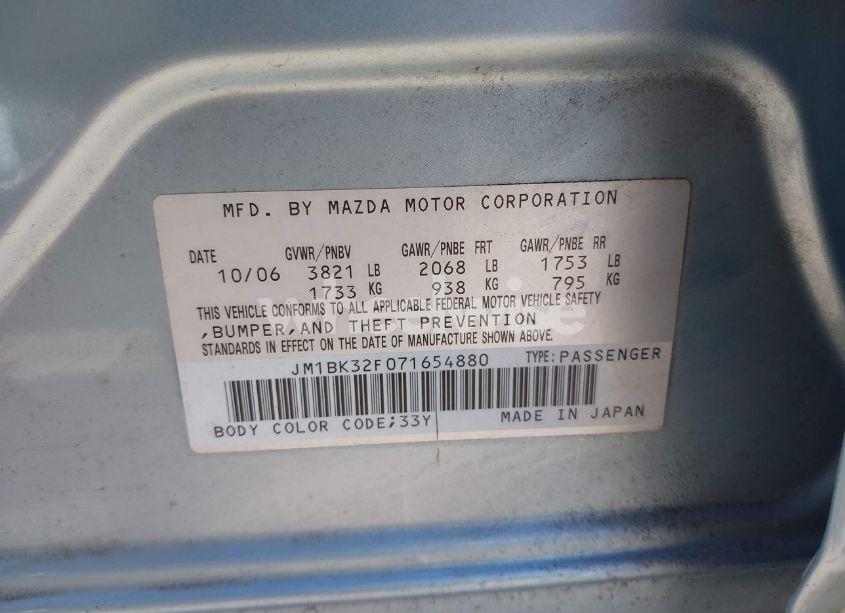 MFD. BY MAZDA MOTOR CORPORATION
DATE GVWR/PNBV GAWR/PNBE FRT GAWR/PNBE RR
10/06 3821 LB 2068 LB 1753 LB
1733 KG 938 KG 795 KG
THIS VEHICLE CONFORMS TO ALL APPLICABLE FEDERAL MOTOR VEHICLE SAFETY
,BUMPER,AND THEFT PREVENTION
STANDARDS IN EFFECT ON THE DATE OF MANUFACTURE SHOWN ABOVE.
JM1BK32F071654880 TYPE:PASSENGER
BODY COLOR CODE;33Y MADE IN JAPAN